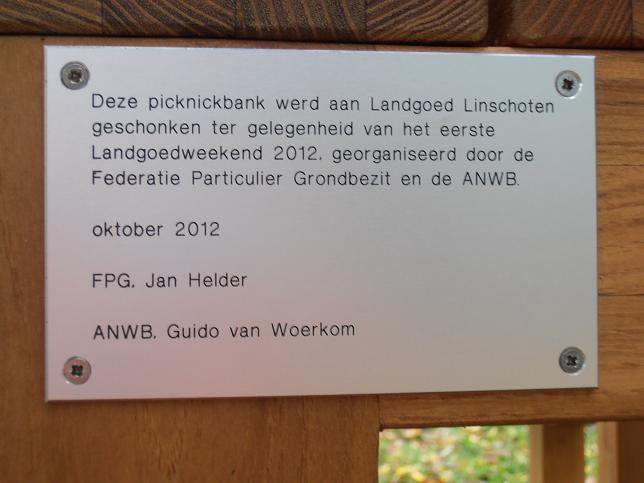 Deze picknickbank werd aan Landgoed Linschoten
geschonken ter gelegenheid van het eerste
Landgoedweekend 2012, georganiseerd door de
Federatie Particulier Grondbezit en de ANWB.
oktober 2012
FPG, Jan Helder
ANWB, Guido van Woerkom